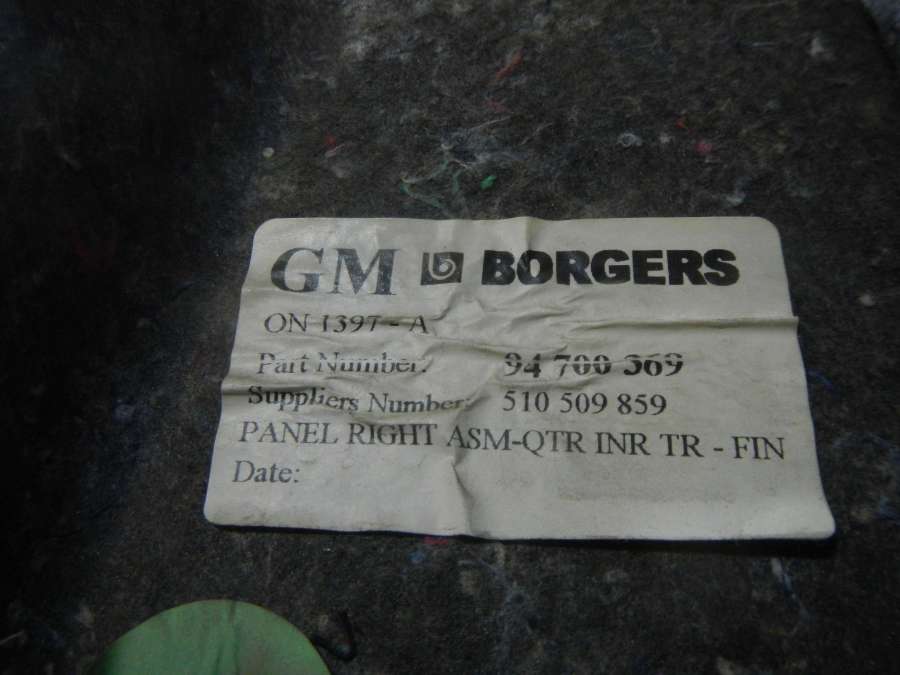 GM BORGERS
ON 1397 - A
Part Number: 94 700 369
Suppliers Number: 510 509 859
PANEL RIGHT ASM-QTR INR TR - FIN
Date: